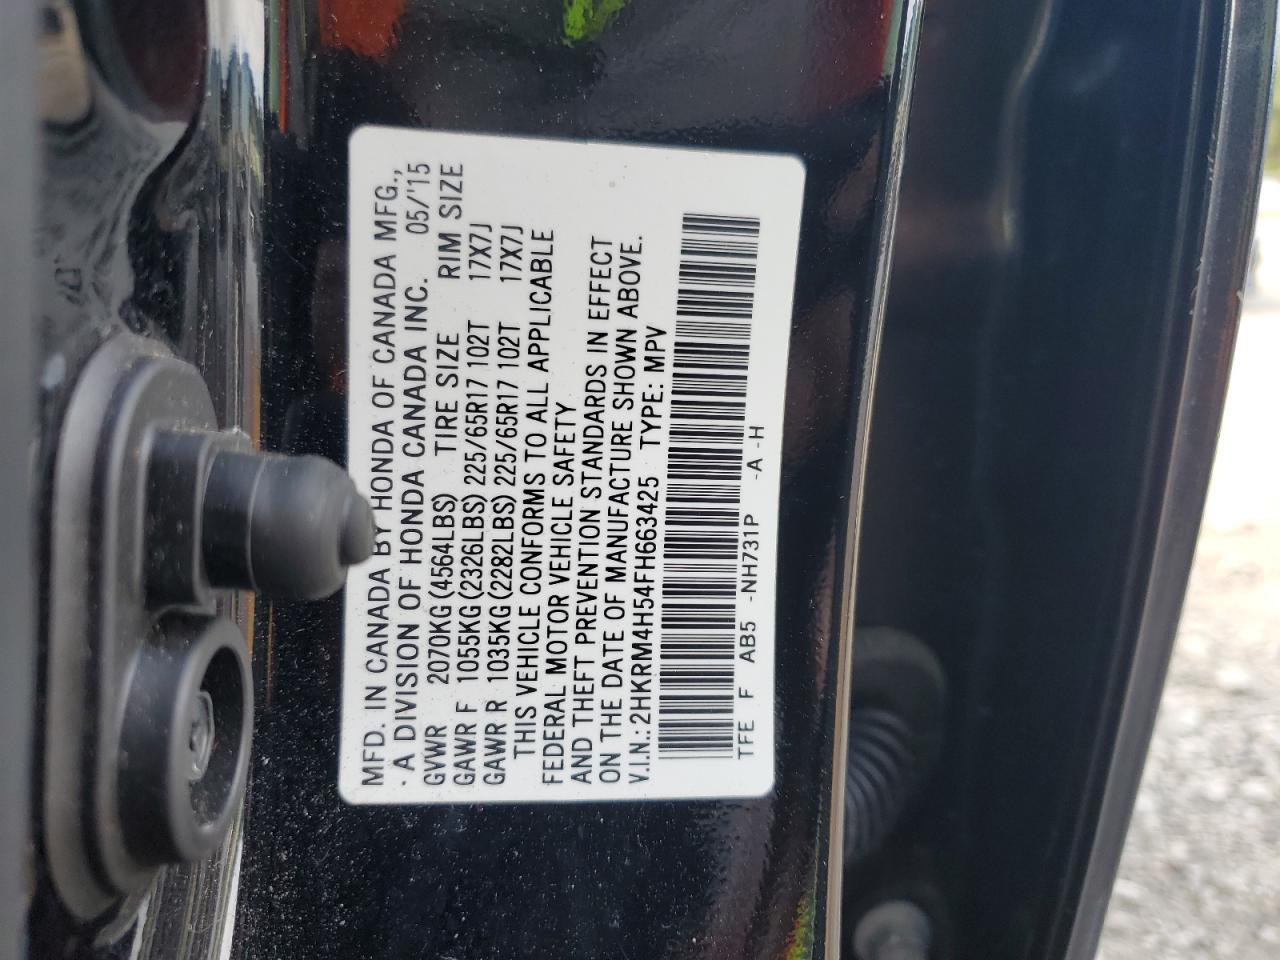 MFD. IN CANADA BY HONDA OF CANADA MFG.,
· A DIVISION OF HONDA CANADA INC. 05/'15
GVWR 2070KG(4564LBS) TIRE SIZE RIM SIZE
GAWR F 1055KG(2326LBS) 225/65R17 102T 17X7J
GAWR R 1035KG(2282LBS) 225/65R17 102T 17X7J
THIS VEHICLE CONFORMS TO ALL APPLICABLE
FEDERAL MOTOR VEHICLE SAFETY
AND THEFT PREVENTION STANDARDS IN EFFECT
ON THE DATE OF MANUFACTURE SHOWN ABOVE.
V.I.N.: 2HKRM4H54FH663425 TYPE: MPV
TFE F AB5 -NH731P -A -H